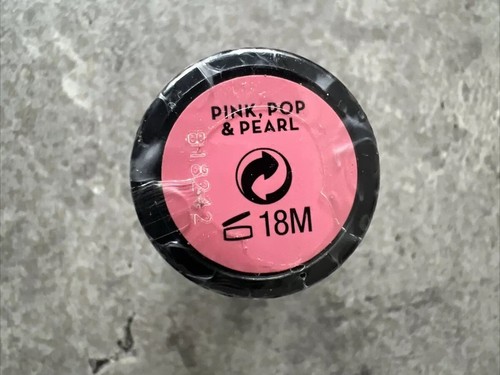 PINK, POP
& PEARL
18M